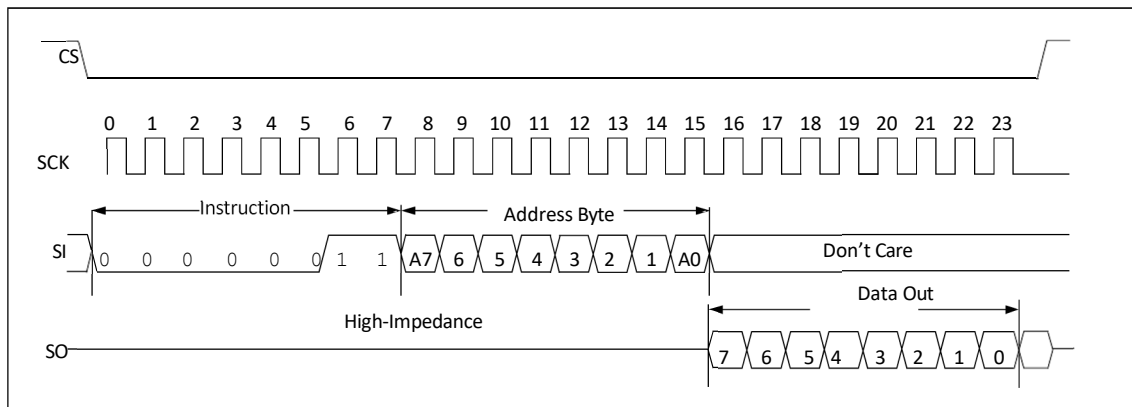 CS
0 1 2 3 4 5 6 7 8 9 10 11 12 13 14 15 16 17 18 19 20 21 22 23
SCK
Instruction Address Byte
SI 0 0 0 0 0 0 1 1 A7 6 5 4 3 2 1 A0 Don't Care
Data Out
High-Impedance
SO 7 6 5 4 3 2 1 0